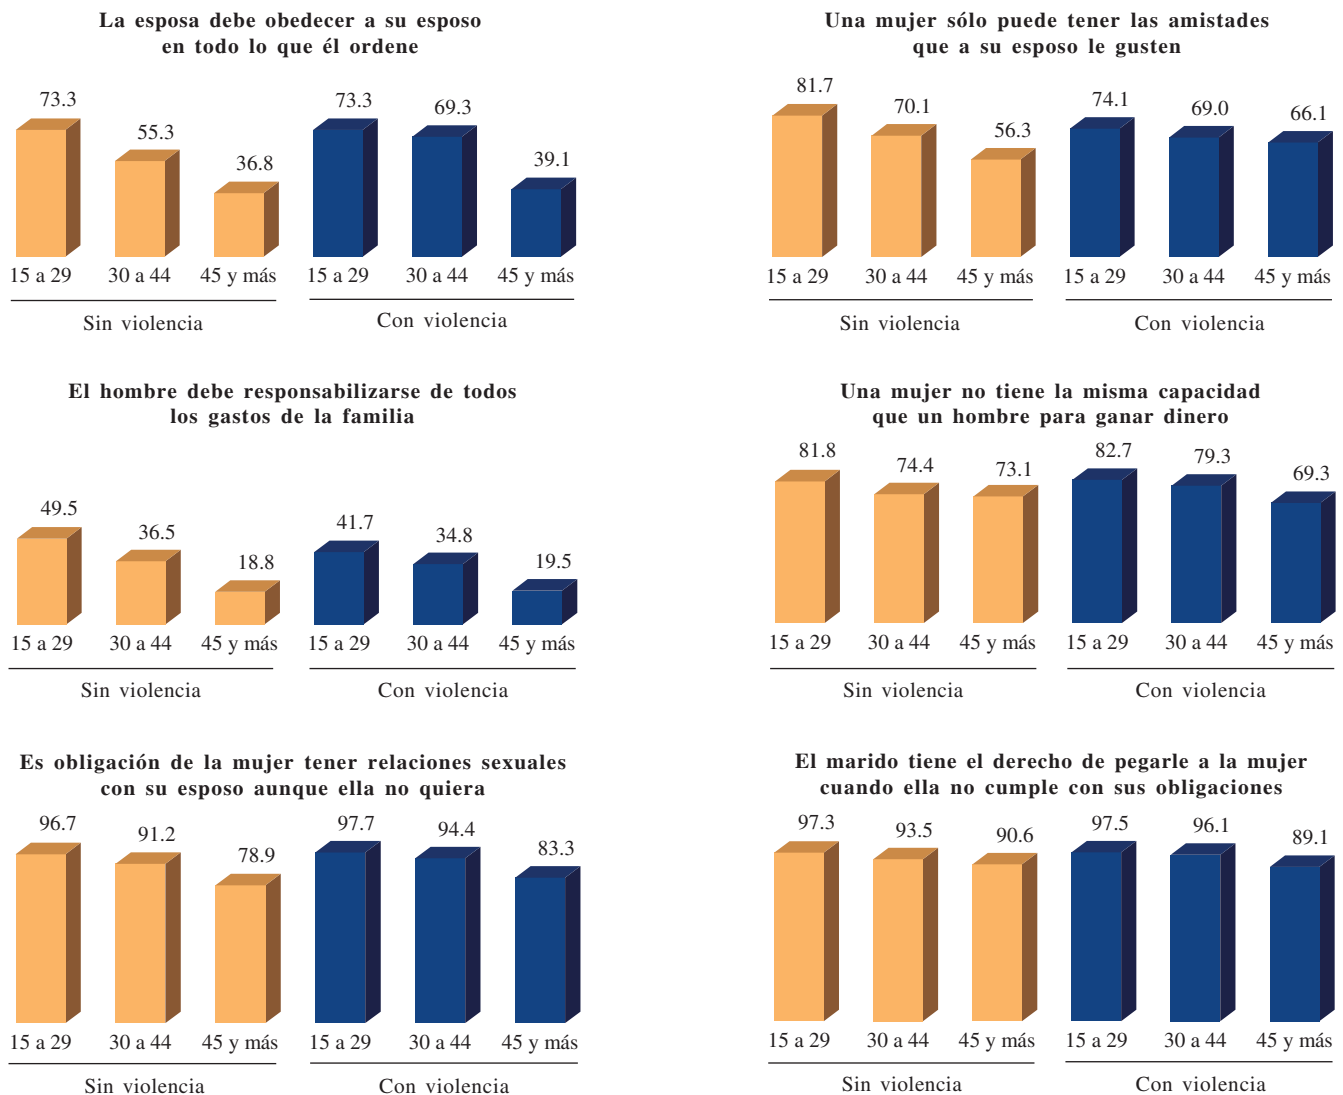 La esposa debe obedecer a su esposo
en todo lo que él ordene
73.3
55.3
36.8
73.3
69.3
39.1
15 a 29 30 a 44 45 y más 15 a 29 30 a 44 45 y más
Sin violencia Con violencia
Una mujer sólo puede tener las amistades
que a su esposo le gusten
81.7
70.1
56.3
74.1
69.0
66.1
15 a 29 30 a 44 45 y más 15 a 29 30 a 44 45 y más
Sin violencia Con violencia
El hombre debe responsabilizarse de todos
los gastos de la familia
49.5
36.5
18.8
41.7
34.8
19.5
15 a 29 30 a 44 45 y más 15 a 29 30 a 44 45 y más
Sin violencia Con violencia
Una mujer no tiene la misma capacidad
que un hombre para ganar dinero
81.8
74.4
73.1
82.7
79.3
69.3
15 a 29 30 a 44 45 y más 15 a 29 30 a 44 45 y más
Sin violencia Con violencia
Es obligación de la mujer tener relaciones sexuales
con su esposo aunque ella no quiera
96.7
91.2
78.9
97.7
94.4
83.3
15 a 29 30 a 44 45 y más 15 a 29 30 a 44 45 y más
Sin violencia Con violencia
El marido tiene el derecho de pegarle a la mujer
cuando ella no cumple con sus obligaciones
97.3
93.5
90.6
97.5
96.1
89.1
15 a 29 30 a 44 45 y más 15 a 29 30 a 44 45 y más
Sin violencia Con violencia